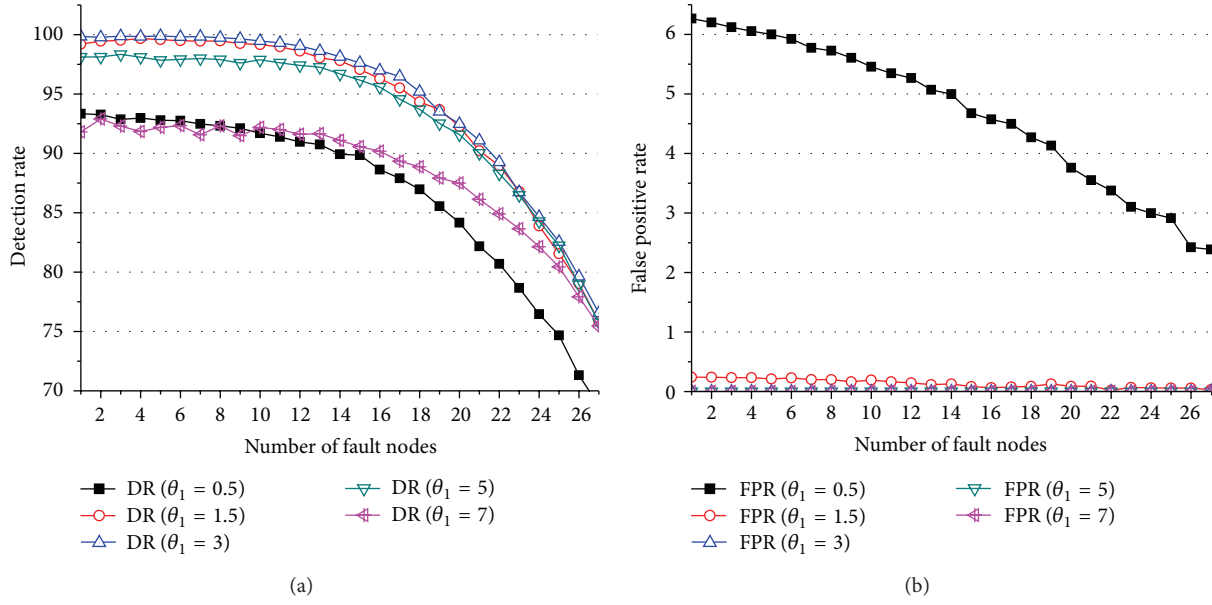 100
95
90
85
80
75
70
Detection rate
2 4 6 8 10 12 14 16 18 20 22 24 26
Number of fault nodes
DR (θ₁ = 0.5)
DR (θ₁ = 1.5)
DR (θ₁ = 3)
DR (θ₁ = 5)
DR (θ₁ = 7)
(a)
6
5
4
3
2
1
0
False positive rate
2 4 6 8 10 12 14 16 18 20 22 24 26
Number of fault nodes
FPR (θ₁ = 0.5)
FPR (θ₁ = 1.5)
FPR (θ₁ = 3)
FPR (θ₁ = 5)
FPR (θ₁ = 7)
(b)